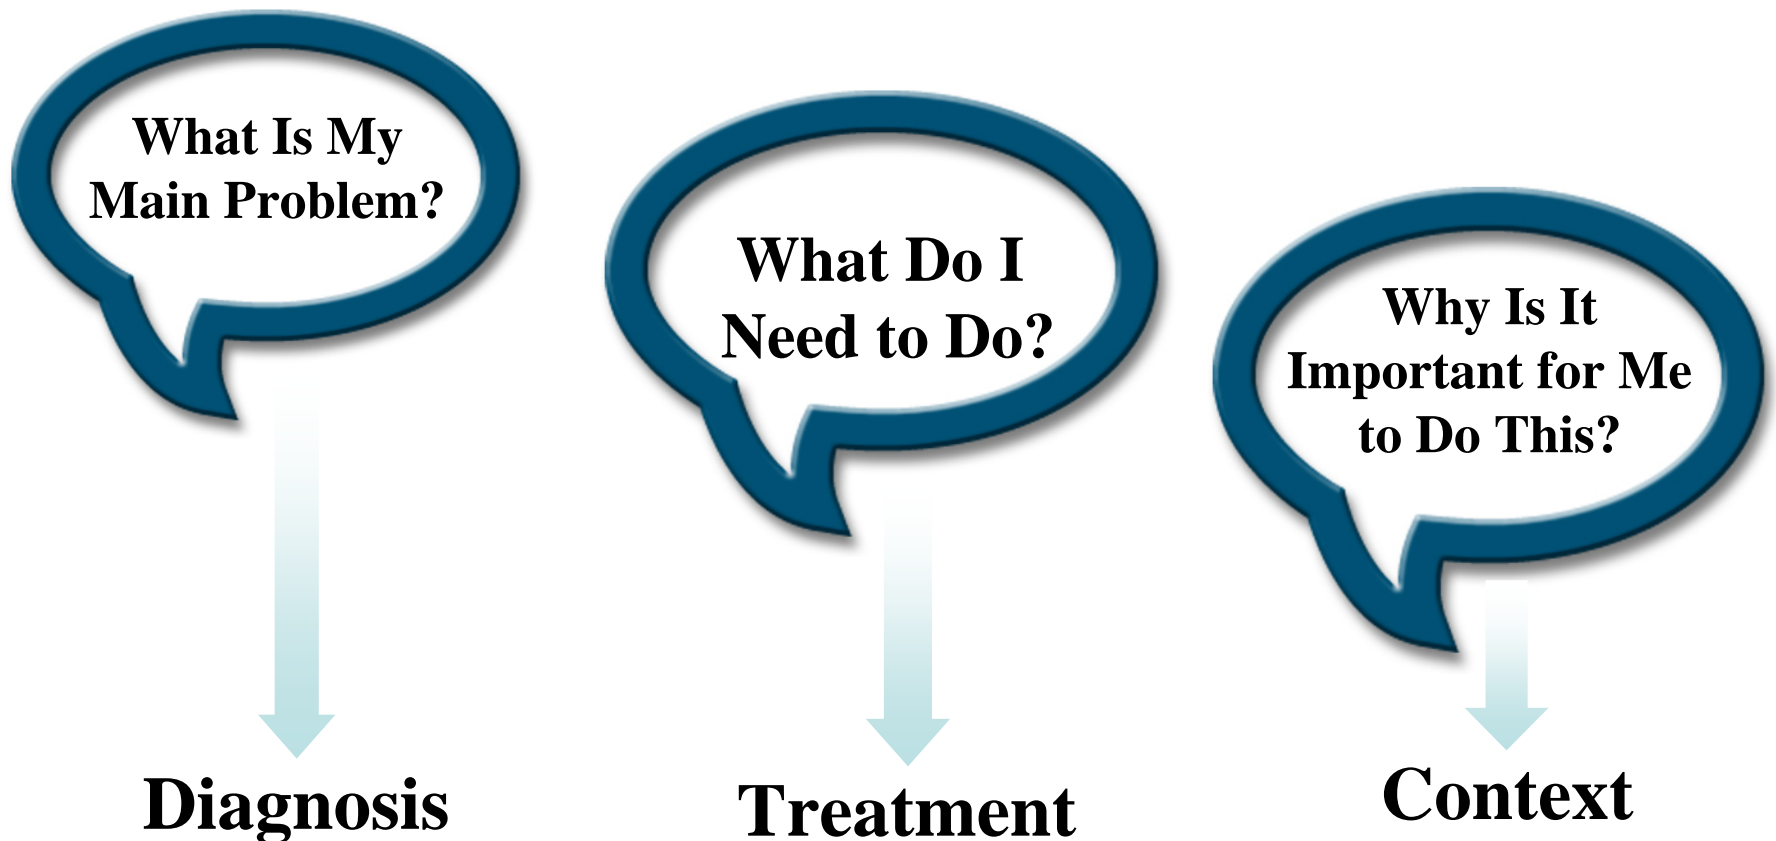 What Is My
Main Problem?
What Do I
Need to Do?
Why Is It
Important for Me
to Do This?
Diagnosis
Treatment
Context